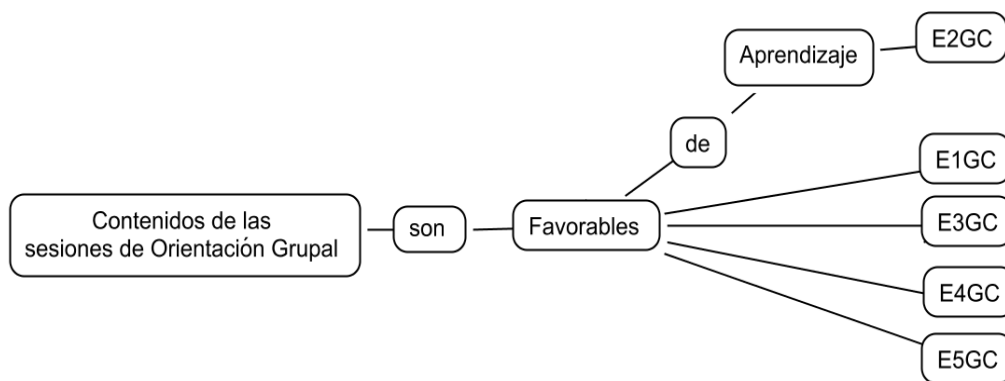 E2GC
Aprendizaje
de
E1GC
Contenidos de las
sesiones de Orientación Grupal
son
Favorables
E3GC
E4GC
E5GC